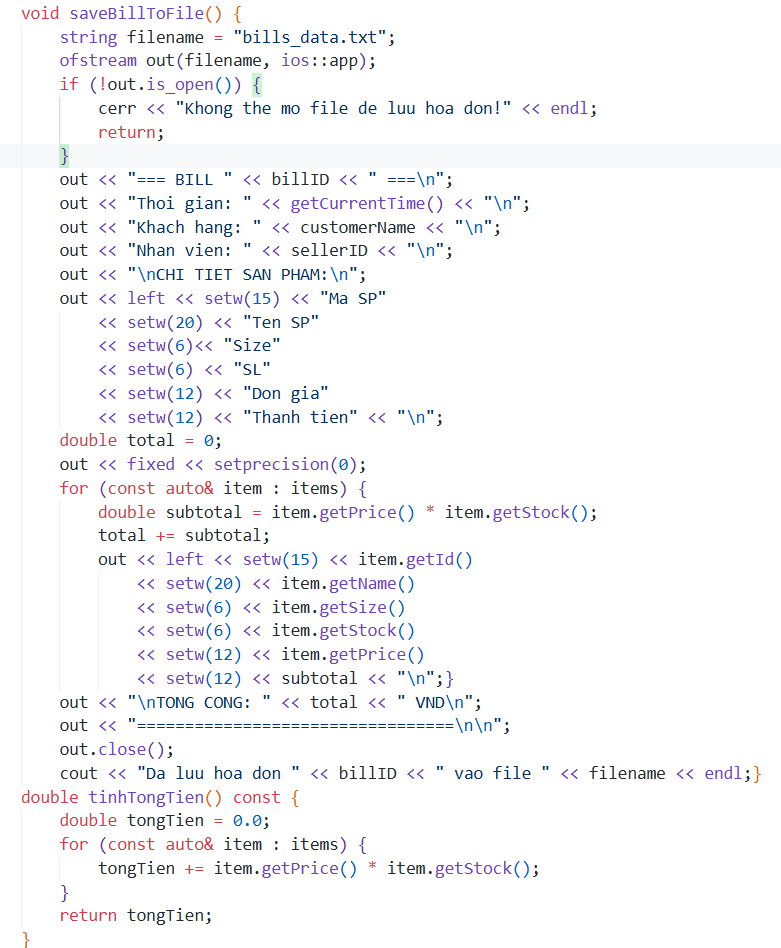 void saveBillToFile() {
    string filename = "bills_data.txt";
    ofstream out(filename, ios::app);
    if (!out.is_open()) {
        cerr << "Khong the mo file de luu hoa don!" << endl;
        return;
    }
    out << "=== BILL " << billID << " ===\n";
    out << "Thoi gian: " << getCurrentTime() << "\n";
    out << "Khach hang: " << customerName << "\n";
    out << "Nhan vien: " << sellerID << "\n";
    out << "\nCHI TIET SAN PHAM:\n";
    out << left << setw(15) << "Ma SP"
        << setw(20) << "Ten SP"
        << setw(6)<< "Size"
        << setw(6) << "SL"
        << setw(12) << "Don gia"
        << setw(12) << "Thanh tien" << "\n";
    double total = 0;
    out << fixed << setprecision(0);
    for (const auto& item : items) {
        double subtotal = item.getPrice() * item.getStock();
        total += subtotal;
        out << left << setw(15) << item.getId()
            << setw(20) << item.getName()
            << setw(6) << item.getSize()
            << setw(6) << item.getStock()
            << setw(12) << item.getPrice()
            << setw(12) << subtotal << "\n";}
    out << "\nTONG CONG: " << total << " VND\n";
    out << "=================================\n\n";
    out.close();
    cout << "Da luu hoa don " << billID << " vao file " << filename << endl;}
double tinhTongTien() const {
    double tongTien = 0.0;
    for (const auto& item : items) {
        tongTien += item.getPrice() * item.getStock();
    }
    return tongTien;
}